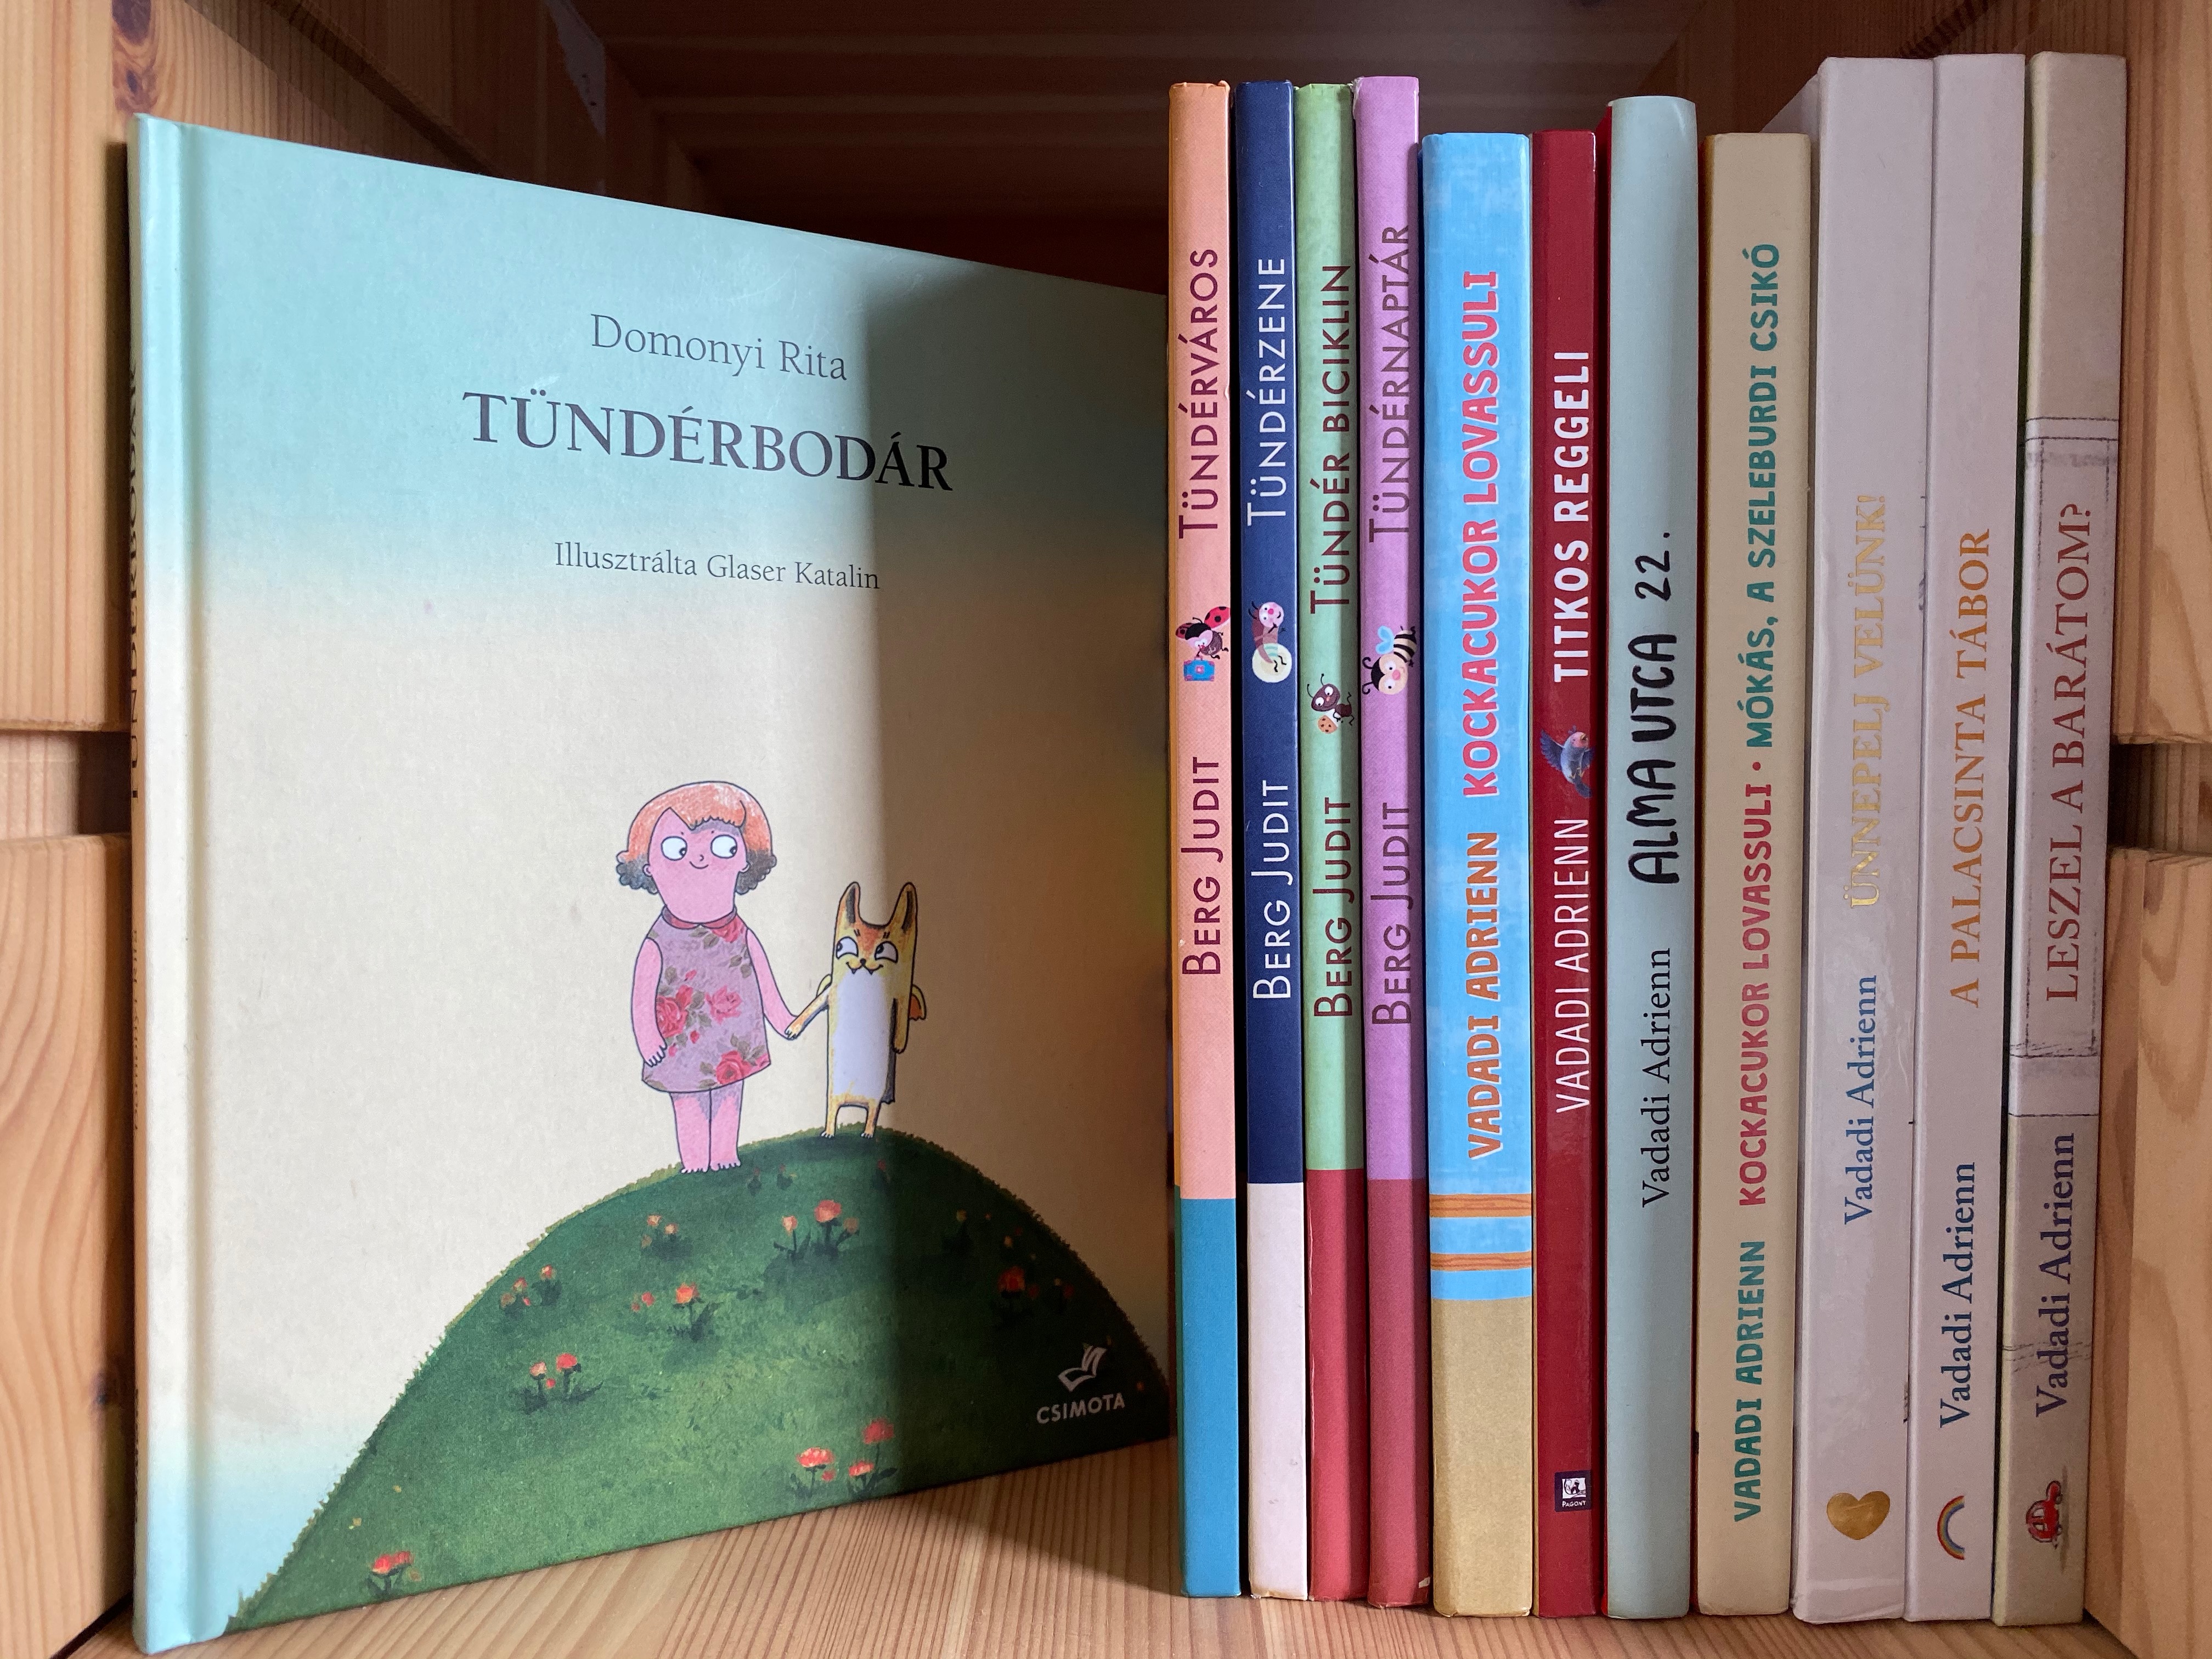 Domonyi Rita
TÜNDÉRBODÁR
Illusztrálta Glaser Katalin
CSIMOTA
BERG JUDIT TÜNDÉRVÁROS
BERG JUDIT TÜNDÉRZENE
BERG JUDIT TÜNDÉR BICIKLIN
BERG JUDIT TÜNDÉRNAPTÁR
VADADI ADRIENN KOCKACUKOR LOVASSULI
VADADI ADRIENN TITKOS REGGELI
PAGONY
Vadadi Adrienn ALMA UTCA 22.
VADADI ADRIENN KOCKACUKOR LOVASSULI • MÓKÁS, A SZELEBURDI CSIKÓ
Vadadi Adrienn ÜNNEPELJ VELÜNK!
Vadadi Adrienn A PALACSINTA TÁBOR
Vadadi Adrienn LESZEL A BARÁTOM?